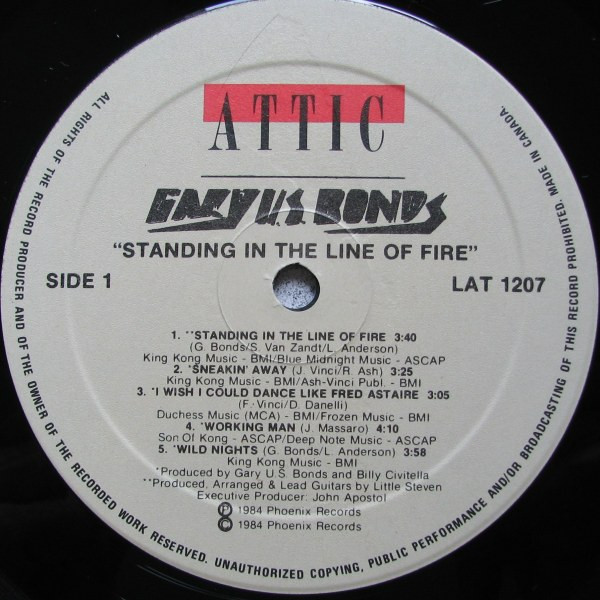 ATTIC
GARY U.S. BONDS
"STANDING IN THE LINE OF FIRE"
SIDE 1
LAT 1207
1. **STANDING IN THE LINE OF FIRE 3:40
(G. Bonds/S. Van Zandt/L. Anderson)
King Kong Music - BMI/Blue Midnight Music - ASCAP
2. *SNEAKIN' AWAY (J. Vinci/R. Ash) 3:25
King Kong Music - BMI/Ash-Vinci Publ. - BMI
3. *I WISH I COULD DANCE LIKE FRED ASTAIRE 3:05
(F. Vinci/D. Danelli)
Duchess Music (MCA) - BMI/Frozen Music - BMI
4. *WORKING MAN (J. Massaro) 4:10
Son Of Kong - ASCAP/Deep Note Music - ASCAP
5. *WILD NIGHTS (G. Bonds/L. Anderson) 3:58
King Kong Music - BMI
*Produced by Gary U.S. Bonds and Billy Civitella
**Produced, Arranged & Lead Guitars by Little Steven
Executive Producer: John Apostol
℗ 1984 Phoenix Records
© 1984 Phoenix Records
ALL RIGHTS OF THE RECORD PRODUCER AND OF THE OWNER OF THE RECORDED WORK RESERVED. UNAUTHORIZED COPYING, PUBLIC PERFORMANCE AND/OR BROADCASTING OF THIS RECORD PROHIBITED. MADE IN CANADA.